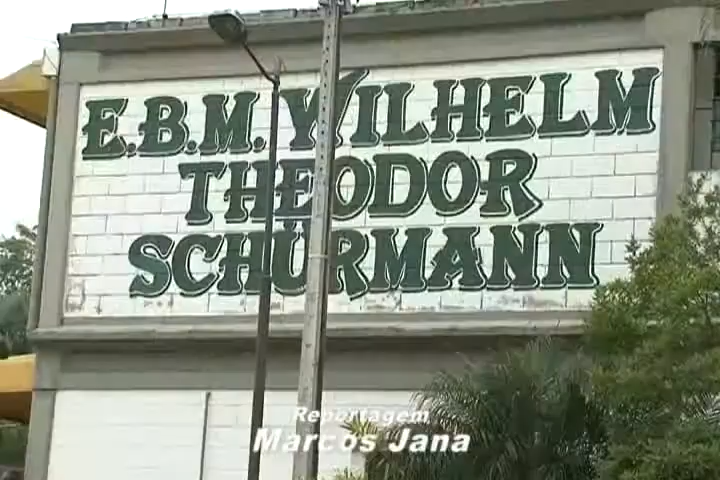 E.B.M. WILHELM
THEODOR
SCHÜRMANN
Reportagem
Marcos Jana